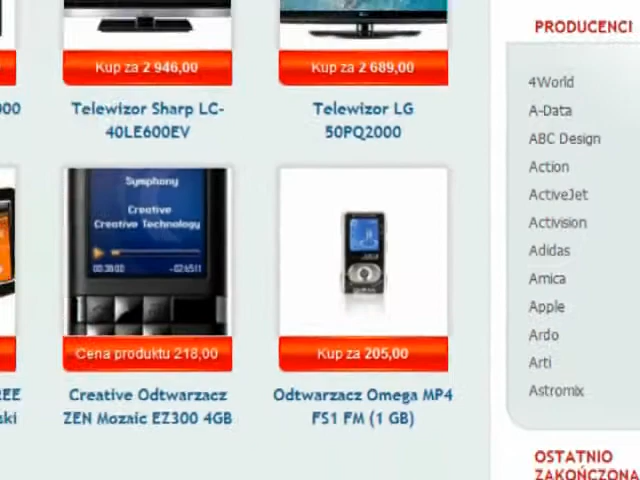 Kup za 2 946,00
Kup za 2 689,00
000
Telewizor Sharp LC-
40LE600EV
Telewizor LG
50PQ2000
Symphony
Creative
Creative Technology
Cena produktu 218,00
Kup za 205,00
Creative Odtwarzacz
ZEN Mozaic EZ300 4GB
Odtwarzacz Omega MP4
FS1 FM (1 GB)
PRODUCENCI
4World
A-Data
ABC Design
Action
ActiveJet
Activision
Adidas
Amica
Apple
Ardo
Arti
Astromix
OSTATNIO
ZAKOŃCZONA